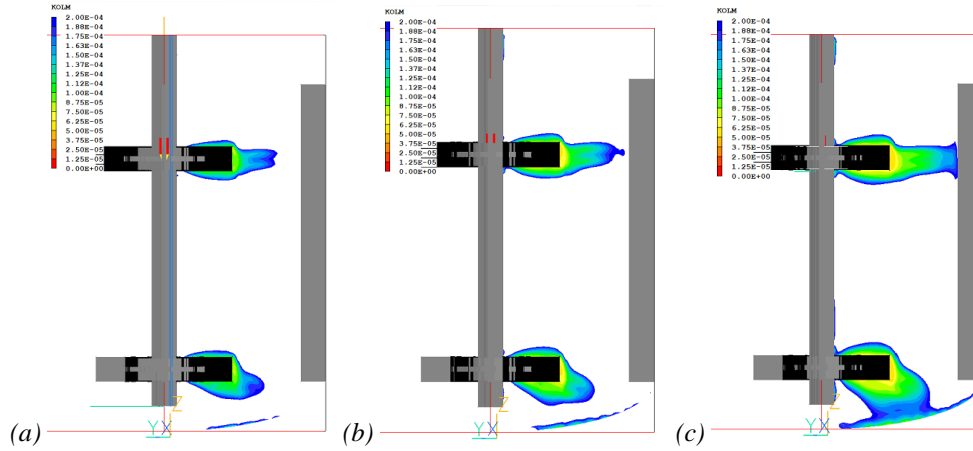 KOLM
2.00E-04
1.88E-04
1.75E-04
1.63E-04
1.50E-04
1.37E-04
1.25E-04
1.12E-04
1.00E-04
8.75E-05
7.50E-05
6.25E-05
5.00E-05
3.75E-05
2.50E-05
1.25E-05
0.00E+00
Z
Y X
(a)
KOLM
2.00E-04
1.88E-04
1.75E-04
1.63E-04
1.50E-04
1.37E-04
1.25E-04
1.12E-04
1.00E-04
8.75E-05
7.50E-05
6.25E-05
5.00E-05
3.75E-05
2.50E-05
1.25E-05
0.00E+00
Z
Y X
(b)
KOLM
2.00E-04
1.88E-04
1.75E-04
1.63E-04
1.50E-04
1.37E-04
1.25E-04
1.12E-04
1.00E-04
8.75E-05
7.50E-05
6.25E-05
5.00E-05
3.75E-05
2.50E-05
1.25E-05
0.00E+00
Z
Y X
(c)